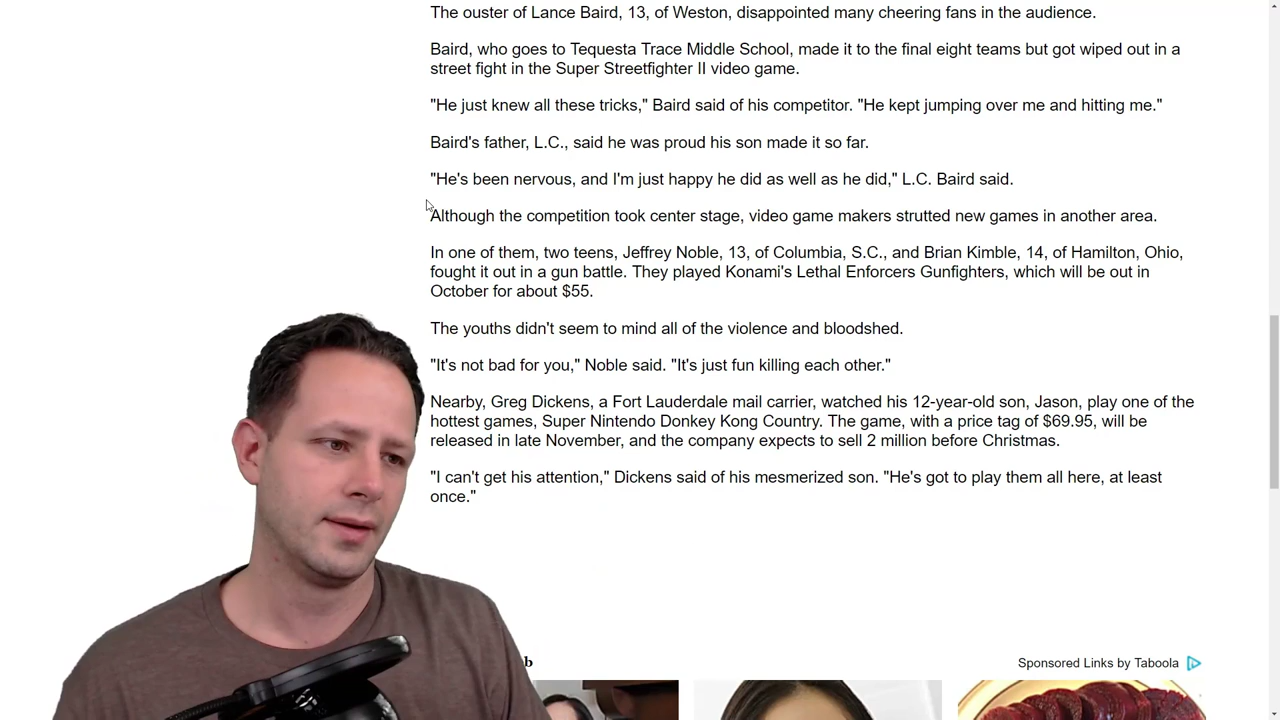 The ouster of Lance Baird, 13, of Weston, disappointed many cheering fans in the audience.
Baird, who goes to Tequesta Trace Middle School, made it to the final eight teams but got wiped out in a
street fight in the Super Streetfighter II video game.
"He just knew all these tricks," Baird said of his competitor. "He kept jumping over me and hitting me."
Baird's father, L.C., said he was proud his son made it so far.
"He's been nervous, and I'm just happy he did as well as he did," L.C. Baird said.
Although the competition took center stage, video game makers strutted new games in another area.
In one of them, two teens, Jeffrey Noble, 13, of Columbia, S.C., and Brian Kimble, 14, of Hamilton, Ohio,
fought it out in a gun battle. They played Konami's Lethal Enforcers Gunfighters, which will be out in
October for about $55.
The youths didn't seem to mind all of the violence and bloodshed.
"It's not bad for you," Noble said. "It's just fun killing each other."
Nearby, Greg Dickens, a Fort Lauderdale mail carrier, watched his 12-year-old son, Jason, play one of the
hottest games, Super Nintendo Donkey Kong Country. The game, with a price tag of $69.95, will be
released in late November, and the company expects to sell 2 million before Christmas.
"I can't get his attention," Dickens said of his mesmerized son. "He's got to play them all here, at least
once."
Sponsored Links by Taboola